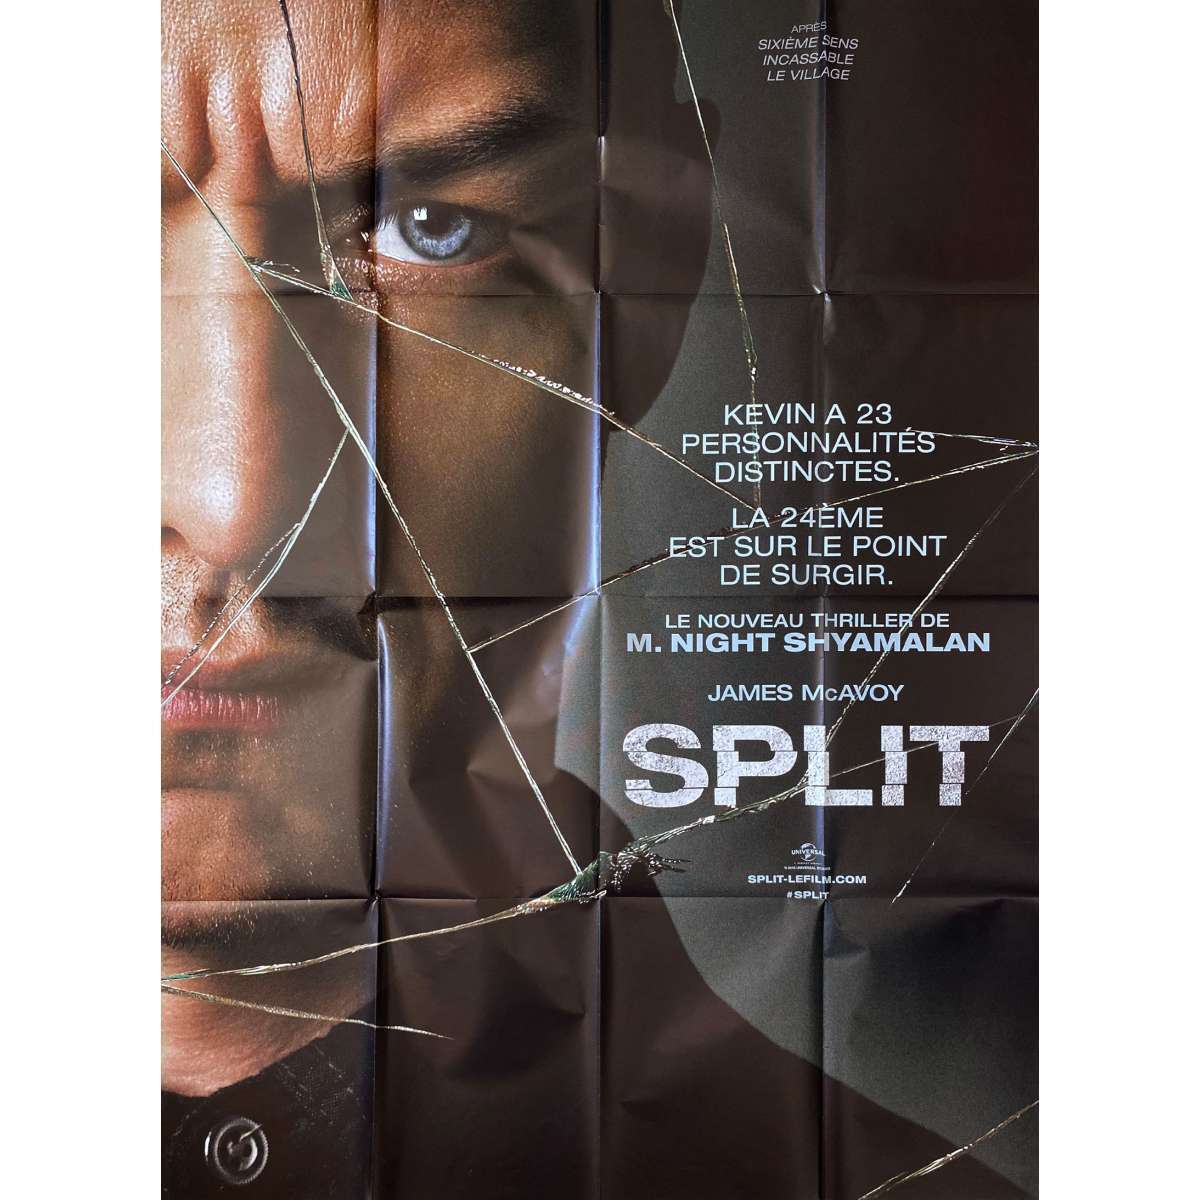 APRÈS
SIXIÈME SENS
INCASSABLE
LE VILLAGE
KEVIN A 23
PERSONNALITÉS
DISTINCTES.
LA 24ÈME
EST SUR LE POINT
DE SURGIR.
LE NOUVEAU THRILLER DE
M. NIGHT SHYAMALAN
JAMES McAVOY
SPLIT
UNIVERSAL
SPLIT-LEFILM.COM
#SPLIT